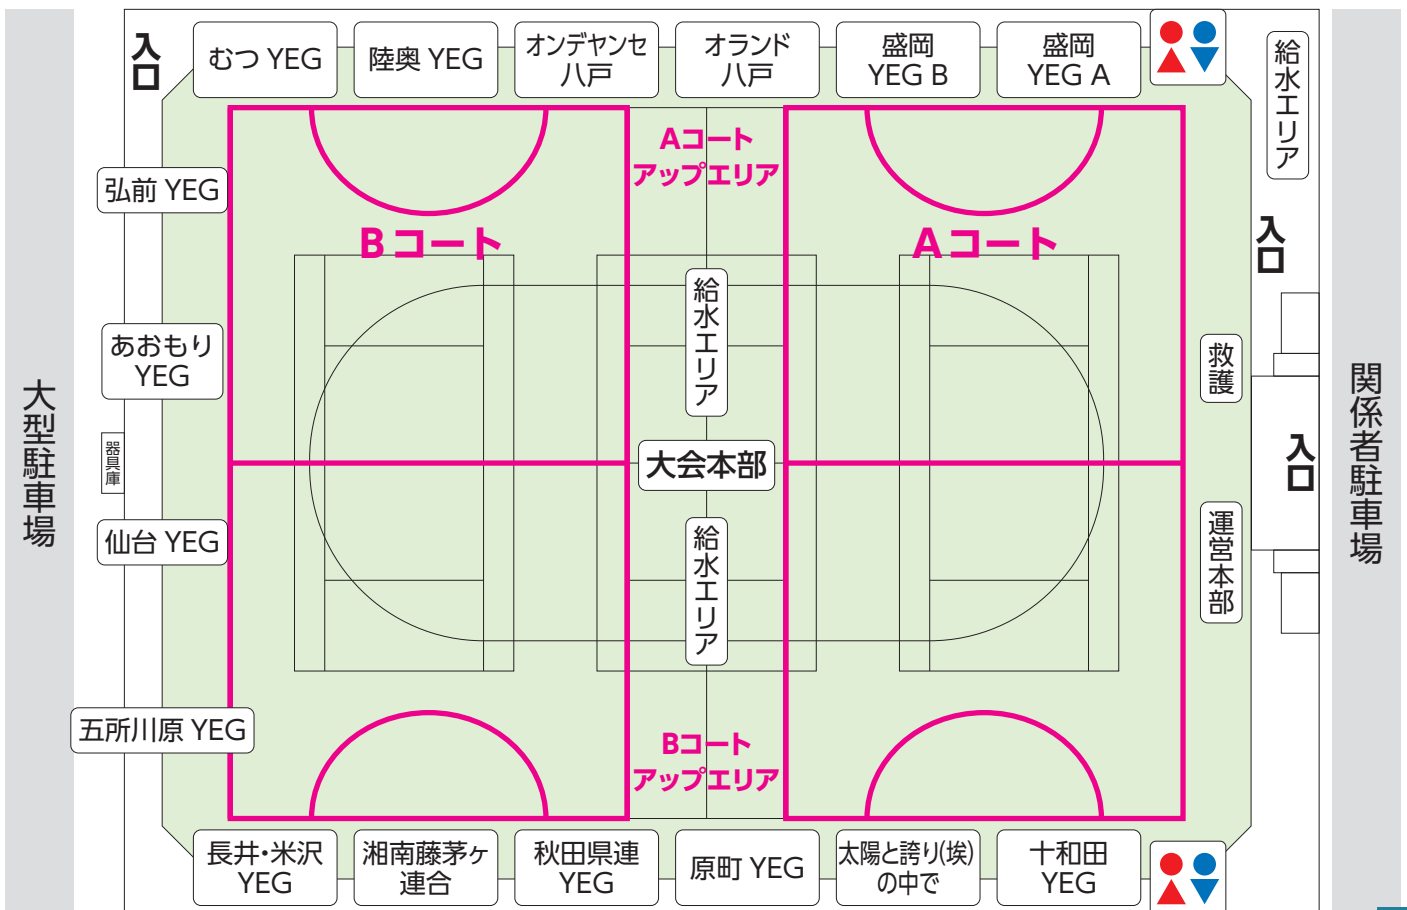 入口
むつ YEG
陸奥 YEG
オンデヤンセ
八戸
オランド
八戸
盛岡
YEG B
盛岡
YEG A
給水エリア
Aコート
アップエリア
弘前 YEG
Bコート
Aコート
入口
給水エリア
あおもり
YEG
救護
大型駐車場
関係者駐車場
器具庫
大会本部
入口
仙台 YEG
給水エリア
運営本部
五所川原 YEG
Bコート
アップエリア
長井・米沢
YEG
湘南藤茅ヶ
連合
秋田県連
YEG
原町 YEG
太陽と誇り(埃)
の中で
十和田
YEG